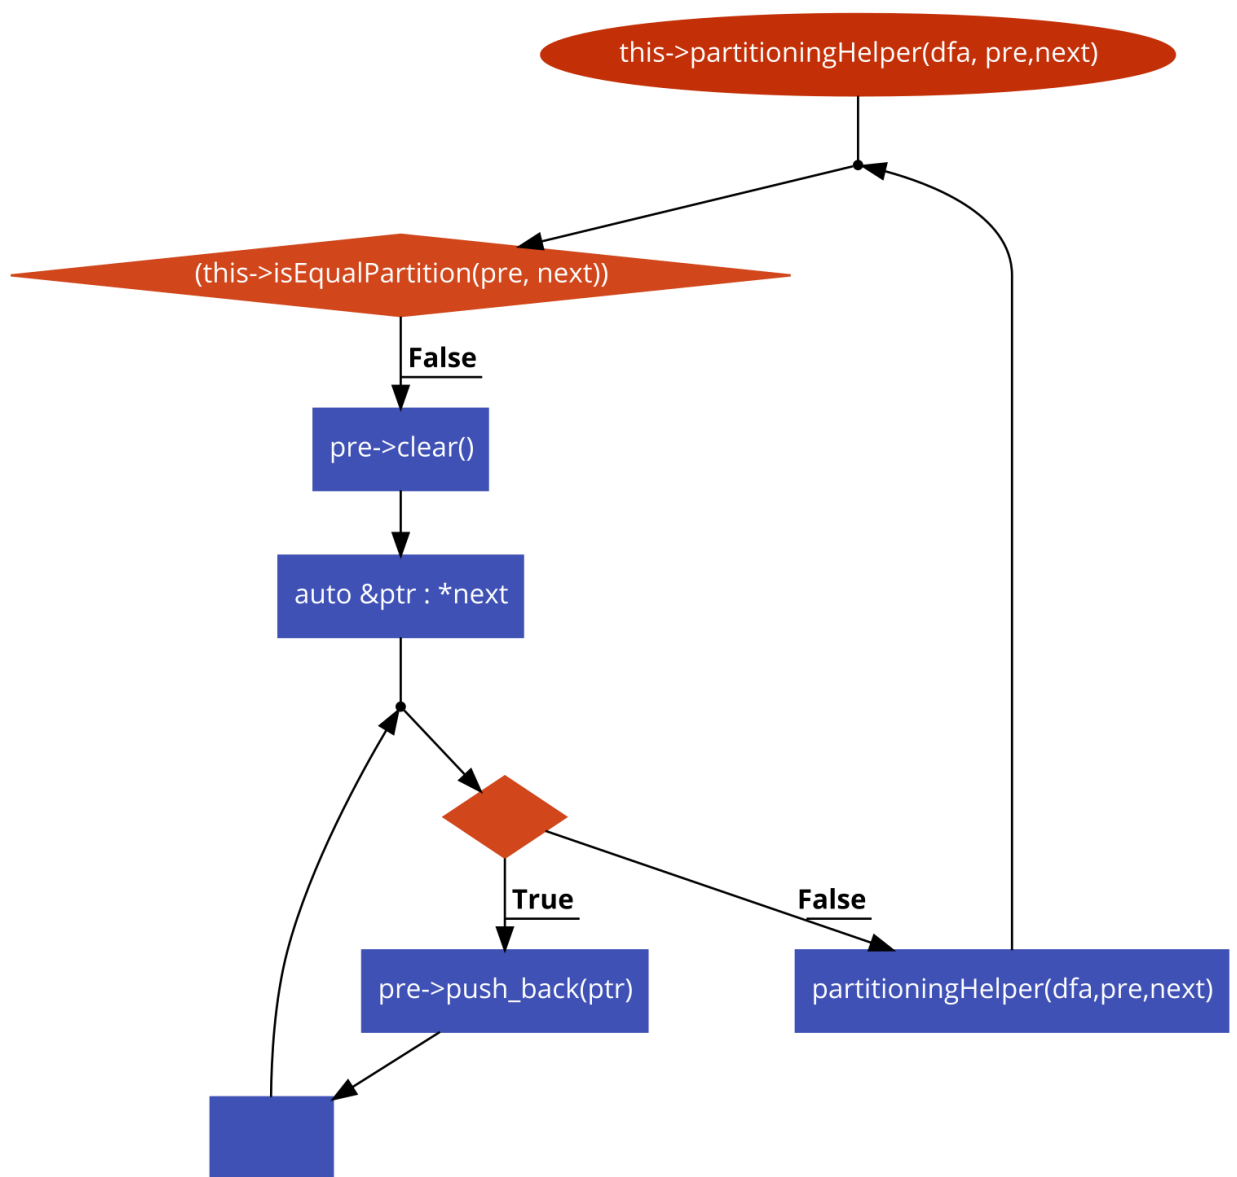 this->partitioningHelper(dfa, pre,next)
(this->isEqualPartition(pre, next))
False
pre->clear()
auto &ptr : *next
True
False
pre->push_back(ptr)
partitioningHelper(dfa,pre,next)